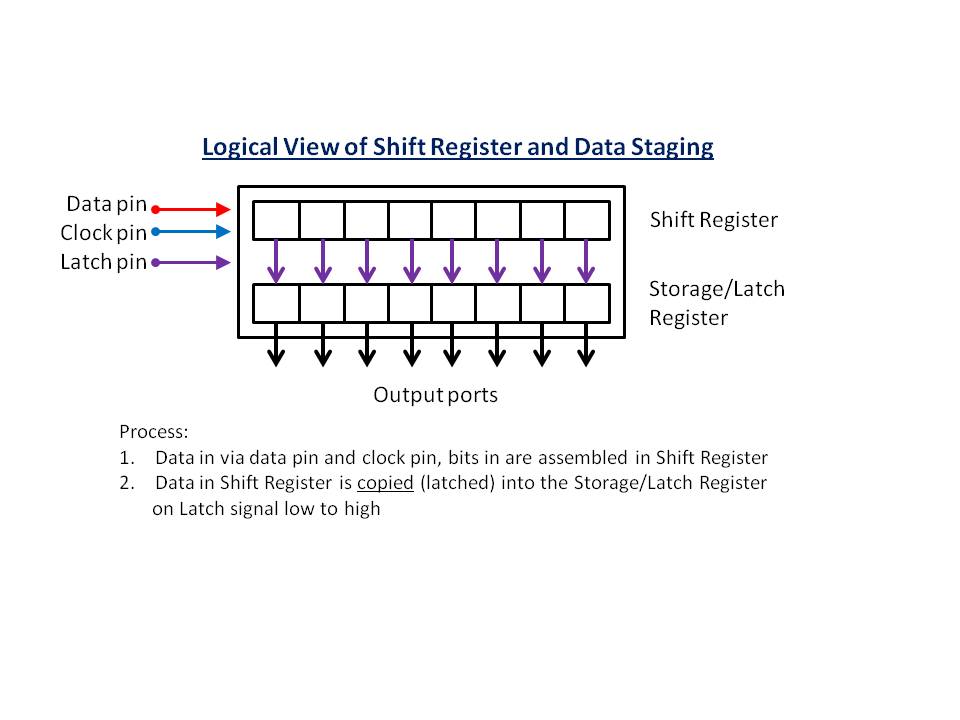 Logical View of Shift Register and Data Staging
Data pin
Clock pin
Latch pin
Shift Register
Storage/Latch
Register
Output ports
Process:
1. Data in via data pin and clock pin, bits in are assembled in Shift Register
2. Data in Shift Register is copied (latched) into the Storage/Latch Register
on Latch signal low to high